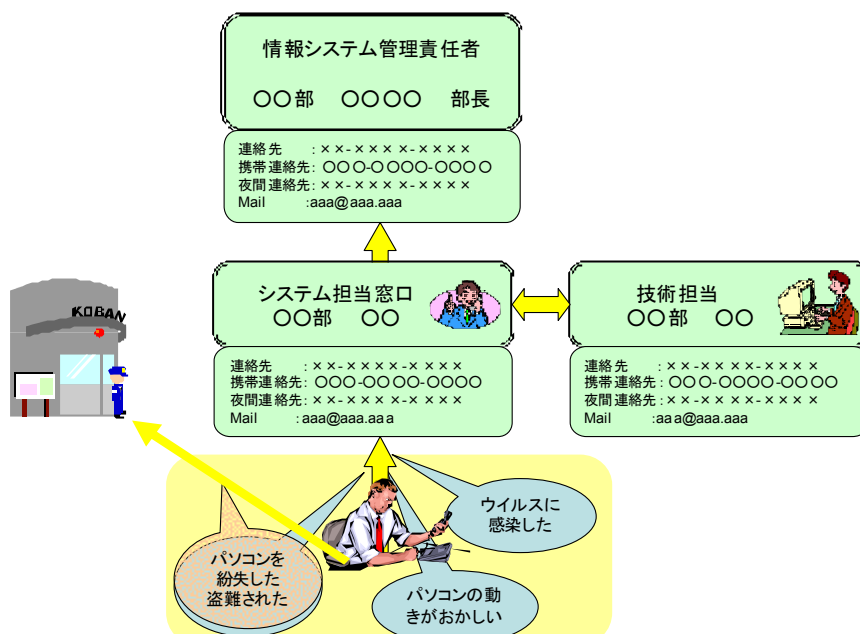 情報システム管理責任者
〇〇部 〇〇〇〇 部長
連絡先 :××-××××-××××
携帯連絡先:〇〇〇-〇〇〇〇-〇〇〇〇
夜間連絡先:××-××××-××××
Mail :aaa@aaa.aaa
KOBAN
システム担当窓口
〇〇部 〇〇
連絡先 :××-××××-××××
携帯連絡先:〇〇〇-〇〇〇〇-〇〇〇〇
夜間連絡先:××-××××-××××
Mail :aaa@aaa.aaa
技術担当
〇〇部 〇〇
連絡先 :××-××××-××××
携帯連絡先:〇〇〇-〇〇〇〇-〇〇〇〇
夜間連絡先:××-××××-××××
Mail :aaa@aaa.aaa
ウイルスに
感染した
パソコンを
紛失した
盗難された
パソコンの動
きがおかしい